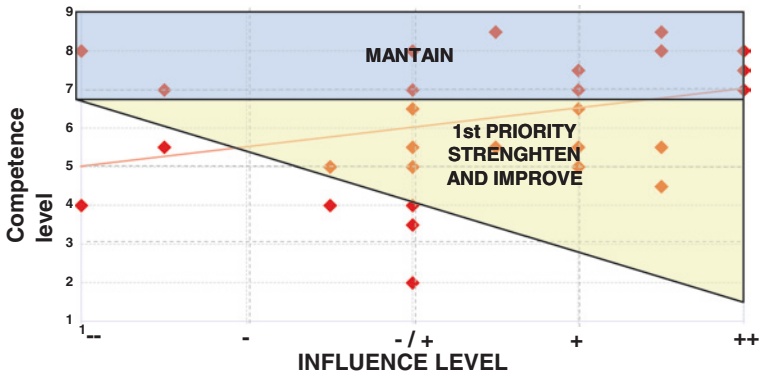 9
8
MANTAIN
7
6
1st PRIORITY
STRENGHTEN
5
AND IMPROVE
4
3
2
1
Competence
level
1
--
-
- / +
+
++
INFLUENCE LEVEL